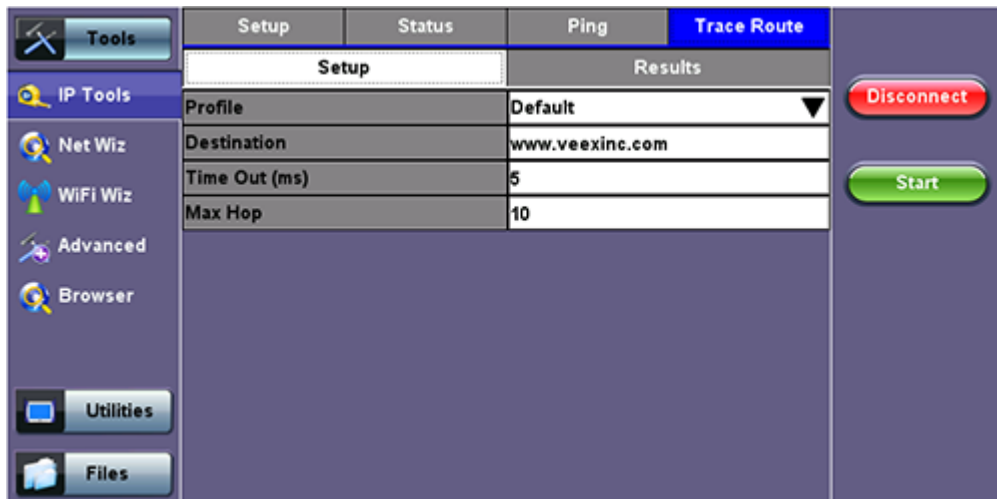 Tools
IP Tools
Net Wiz
WiFi Wiz
Advanced
Browser
Utilities
Files
Setup Status Ping Trace Route
Setup Results
Profile Default
Destination www.veexinc.com
Time Out (ms) 5
Max Hop 10
Disconnect
Start